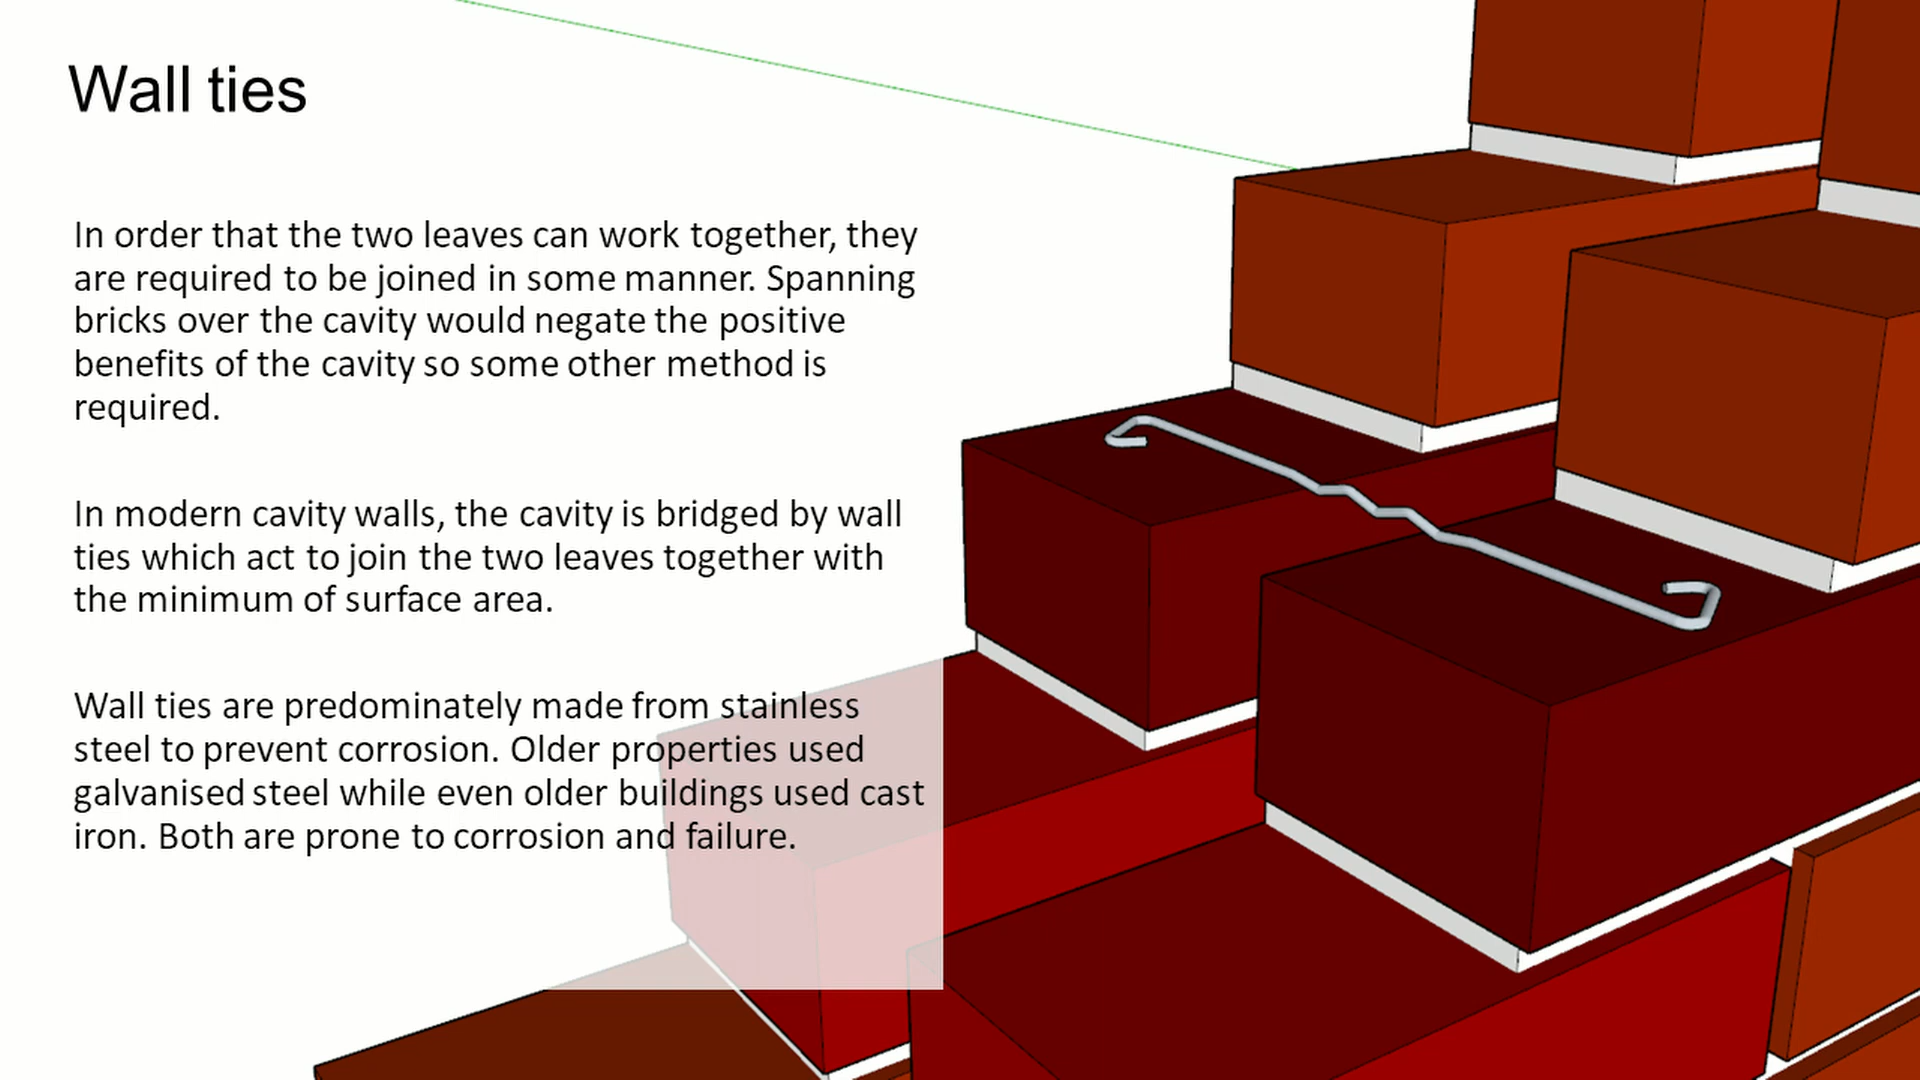 Wall ties
In order that the two leaves can work together, they
are required to be joined in some manner. Spanning
bricks over the cavity would negate the positive
benefits of the cavity so some other method is
required.
In modern cavity walls, the cavity is bridged by wall
ties which act to join the two leaves together with
the minimum of surface area.
Wall ties are predominately made from stainless
steel to prevent corrosion. Older properties used
galvanised steel while even older buildings used cast
iron. Both are prone to corrosion and failure.